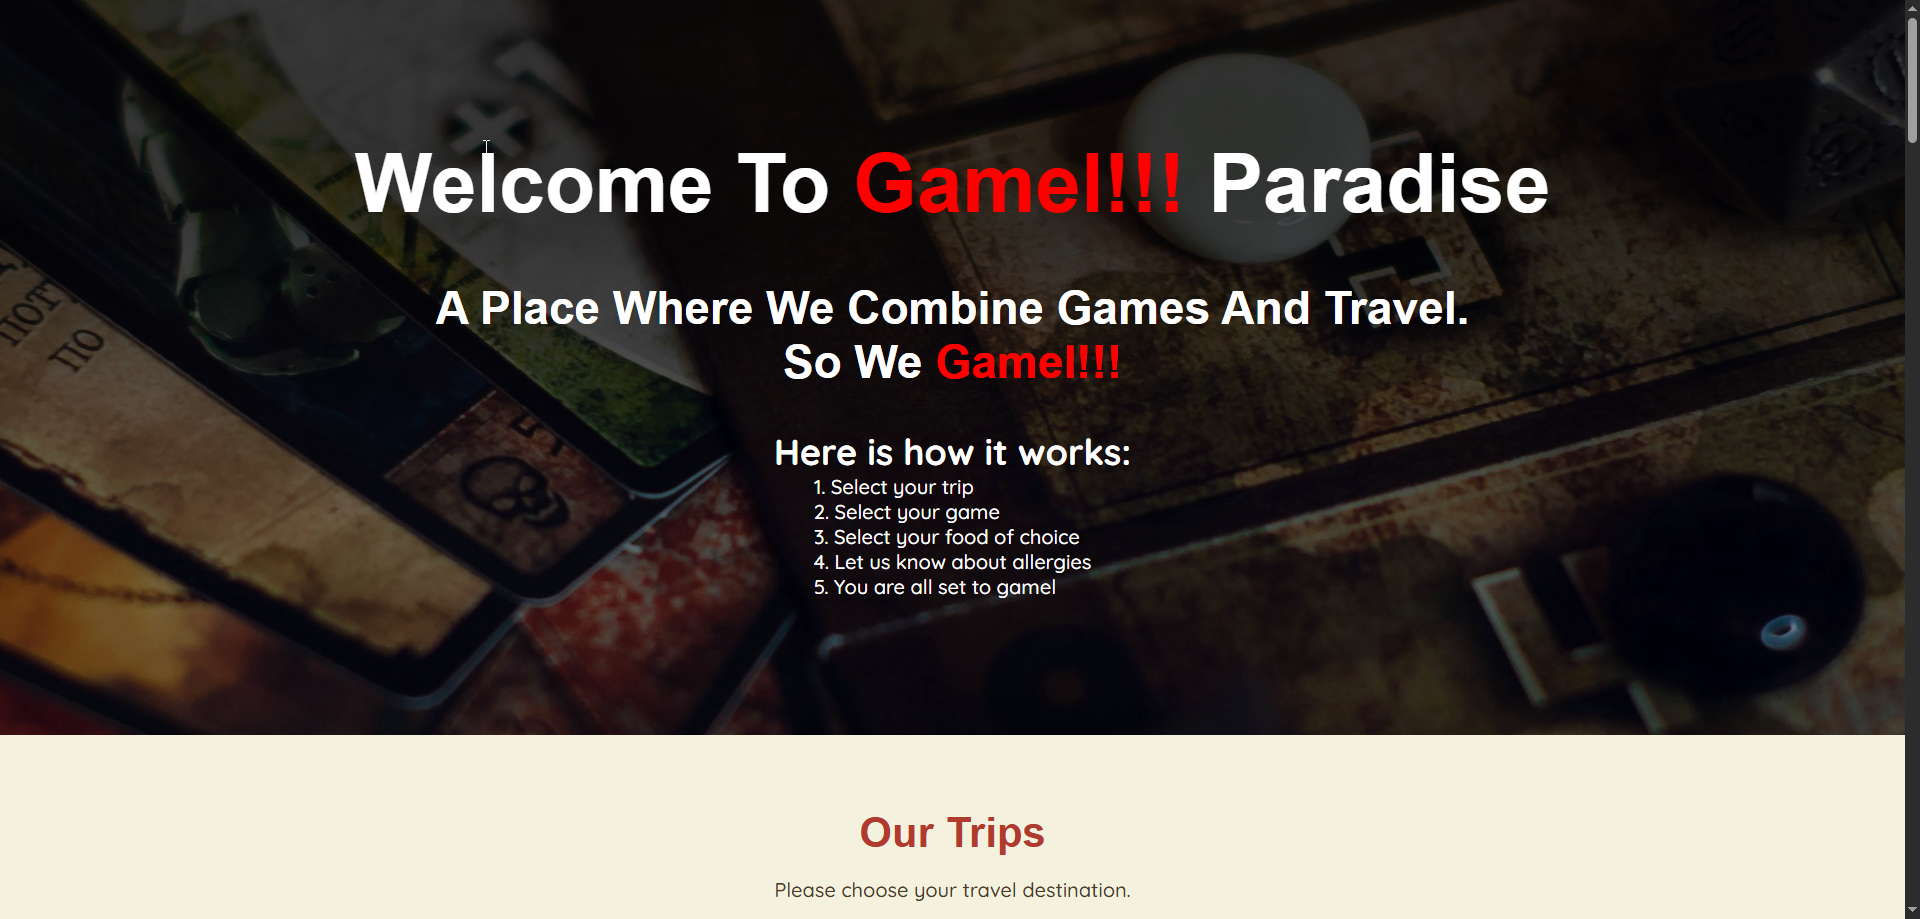 Welcome To Gamel!!! Paradise
A Place Where We Combine Games And Travel.
So We Gamel!!!
Here is how it works:
1. Select your trip
2. Select your game
3. Select your food of choice
4. Let us know about allergies
5. You are all set to gamel
ПО
Our Trips
Please choose your travel destination.